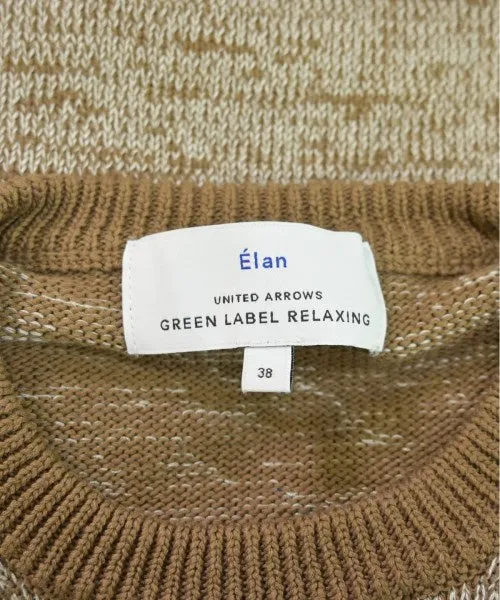 Élan
UNITED ARROWS
GREEN LABEL RELAXING
38